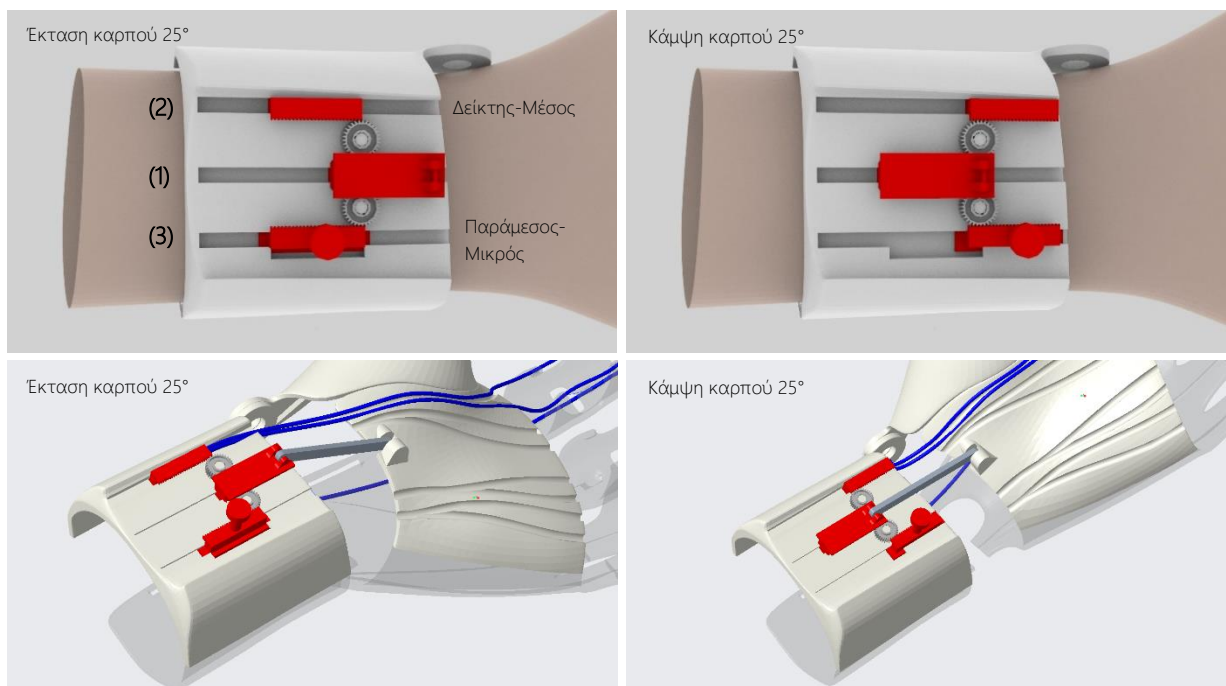 Έκταση καρπού 25°
(2)
Δείκτης-Μέσος
(1)
(3)
Παράμεσος-
Μικρός
Κάμψη καρπού 25°
Έκταση καρπού 25°
Κάμψη καρπού 25°